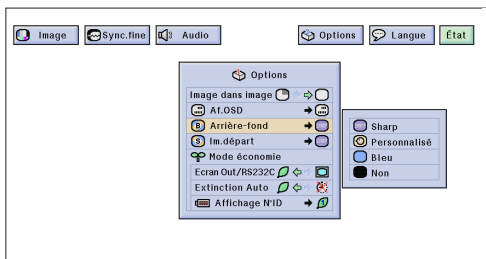 Image Sync.fine Audio Options Langue État
Options
Image dans image
Af.OSD
B Arrière-fond
S Im.départ
Mode économie
Ecran Out/RS232C
Extinction Auto
Affichage N°ID 1
Sharp
Personnalisé
Bleu
Non